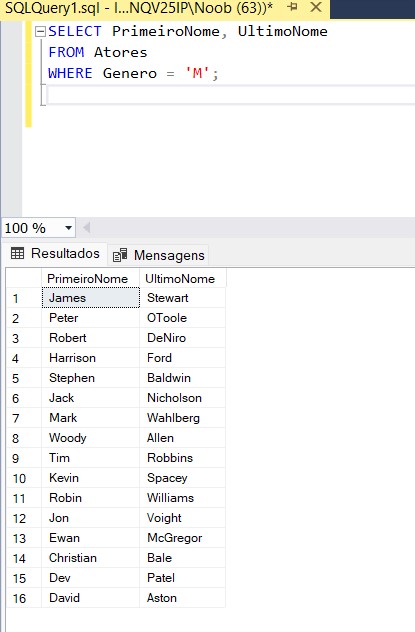 SQLQuery1.sql - I...NQV25IP\Noob (63))*
SELECT PrimeiroNome, UltimoNome
FROM Atores
WHERE Genero = 'M';
100 %
Resultados Mensagens
PrimeiroNome UltimoNome
1 James Stewart
2 Peter OToole
3 Robert DeNiro
4 Harrison Ford
5 Stephen Baldwin
6 Jack Nicholson
7 Mark Wahlberg
8 Woody Allen
9 Tim Robbins
10 Kevin Spacey
11 Robin Williams
12 Jon Voight
13 Ewan McGregor
14 Christian Bale
15 Dev Patel
16 David Aston